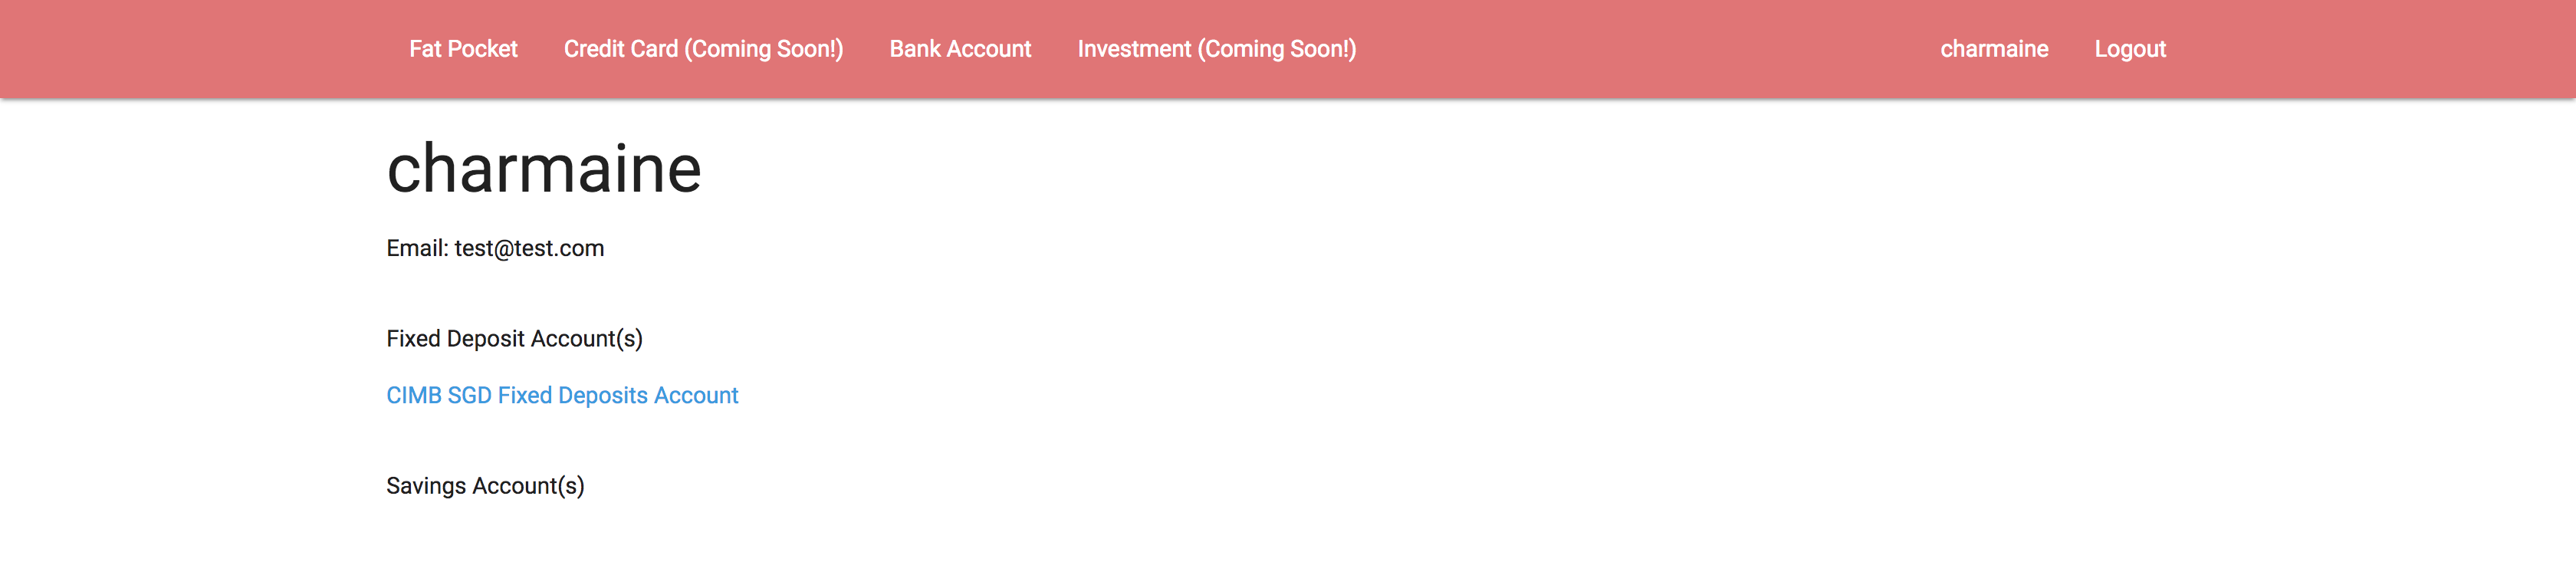 Fat Pocket Credit Card (Coming Soon!) Bank Account Investment (Coming Soon!) charmaine Logout
charmaine
Email: test@test.com
Fixed Deposit Account(s)
CIMB SGD Fixed Deposits Account
Savings Account(s)